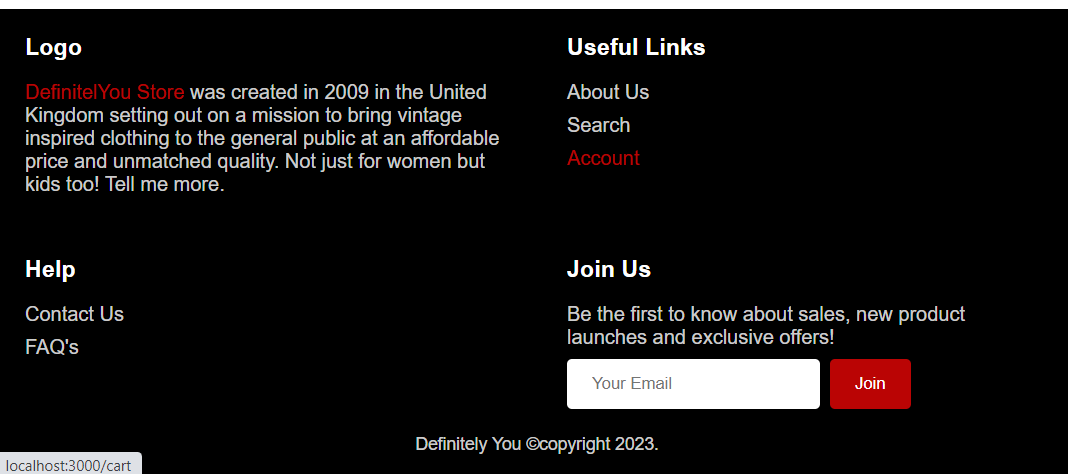 Logo
DefinitelYou Store was created in 2009 in the United
Kingdom setting out on a mission to bring vintage
inspired clothing to the general public at an affordable
price and unmatched quality. Not just for women but
kids too! Tell me more.
Useful Links
About Us
Search
Account
Help
Contact Us
FAQ's
Join Us
Be the first to know about sales, new product
launches and exclusive offers!
Your Email
Join
Definitely You ©copyright 2023.
localhost:3000/cart